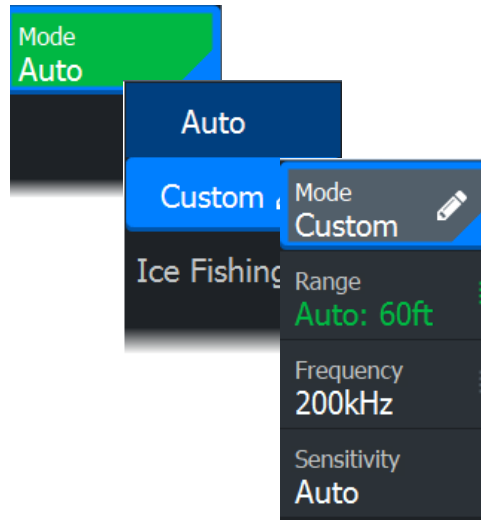 Mode
Auto
Auto
Custom
Ice Fishing
Mode
Custom
Range
Auto: 60ft
Frequency
200kHz
Sensitivity
Auto